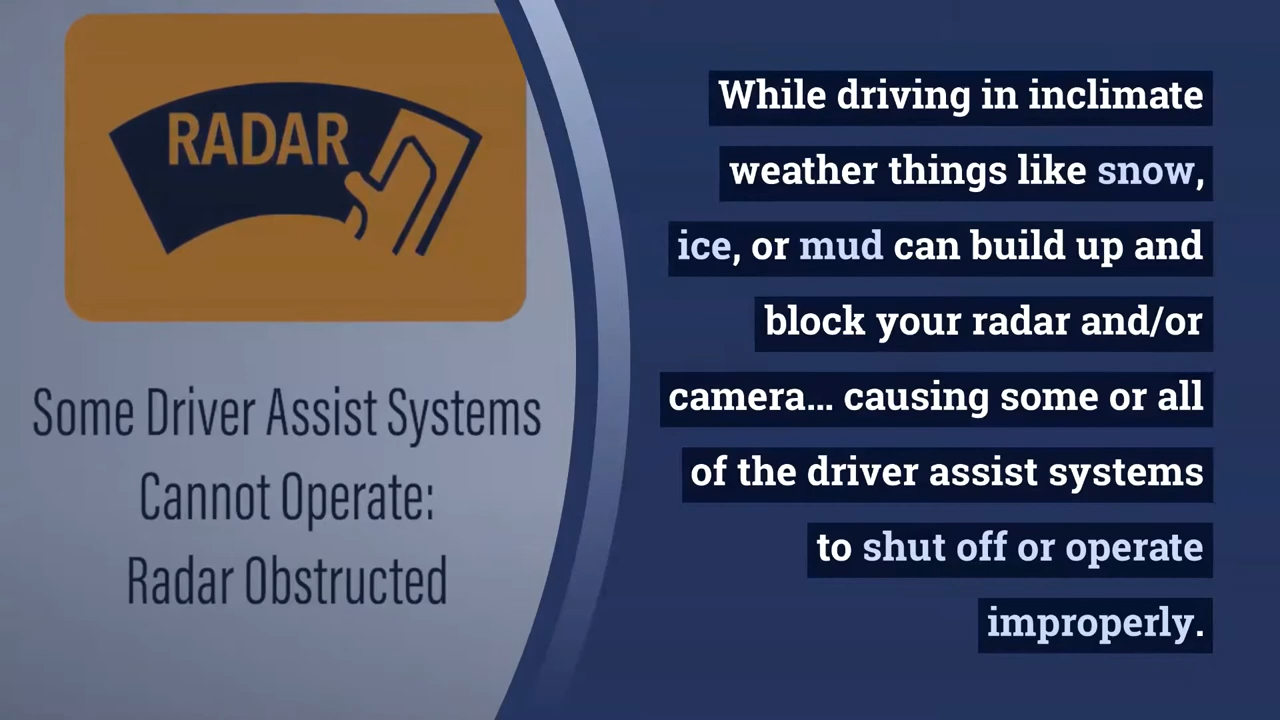 RADAR
Some Driver Assist Systems
Cannot Operate:
Radar Obstructed
While driving in inclimate
weather things like snow,
ice, or mud can build up and
block your radar and/or
camera... causing some or all
of the driver assist systems
to shut off or operate
improperly.